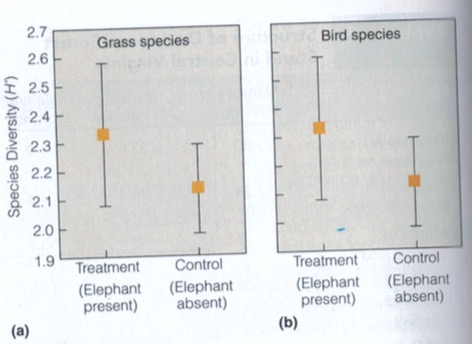 Grass species
Bird species
Species Diversity (H')
2.7
2.6
2.5
2.4
2.3
2.2
2.1
2.0
1.9
Treatment
(Elephant
present)
Control
(Elephant
absent)
Treatment
(Elephant
present)
Control
(Elephant
absent)
(a)
(b)